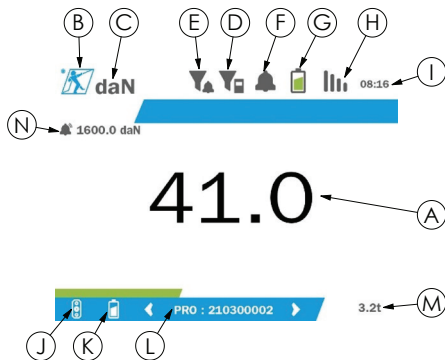 B C E D F G H
daN 08:16 I
N 1600.0 daN
41.0 A
PRO : 210300002 3.2t M
J K L